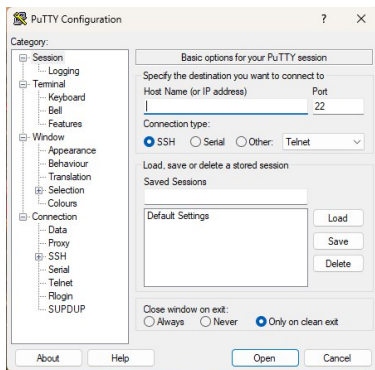 PuTTY Configuration
?
X
Category:
Session
Logging
Terminal
Keyboard
Bell
Features
Window
Appearance
Behaviour
Translation
Selection
Colours
Connection
Data
Proxy
SSH
Serial
Telnet
Rlogin
SUPDUP
Basic options for your PuTTY session
Specify the destination you want to connect to
Host Name (or IP address) Port
22
Connection type:
SSH Serial Other: Telnet
Load, save or delete a stored session
Saved Sessions
Default Settings
Load
Save
Delete
Close window on exit:
Always Never Only on clean exit
About Help Open Cancel